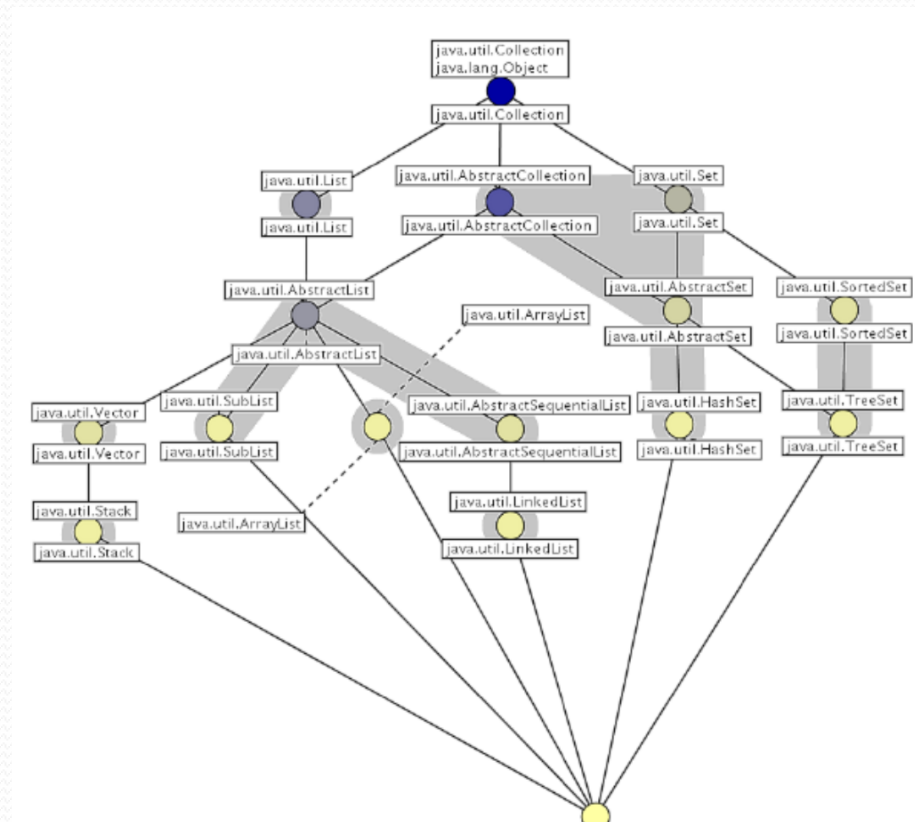 java.util.Collection
java.lang.Object
java.util.Collection
java.util.List
java.util.AbstractCollection
java.util.Set
java.util.List
java.util.AbstractCollection
java.util.Set
java.util.AbstractList
java.util.AbstractSet
java.util.SortedSet
java.util.ArrayList
java.util.AbstractSet
java.util.SortedSet
java.util.AbstractList
java.util.Vector
java.util.SubList
java.util.AbstractSequentialList
java.util.HashSet
java.util.TreeSet
java.util.Vector
java.util.SubList
java.util.AbstractSequentialList
java.util.HashSet
java.util.TreeSet
java.util.Stack
java.util.ArrayList
java.util.LinkedList
java.util.Stack
java.util.LinkedList